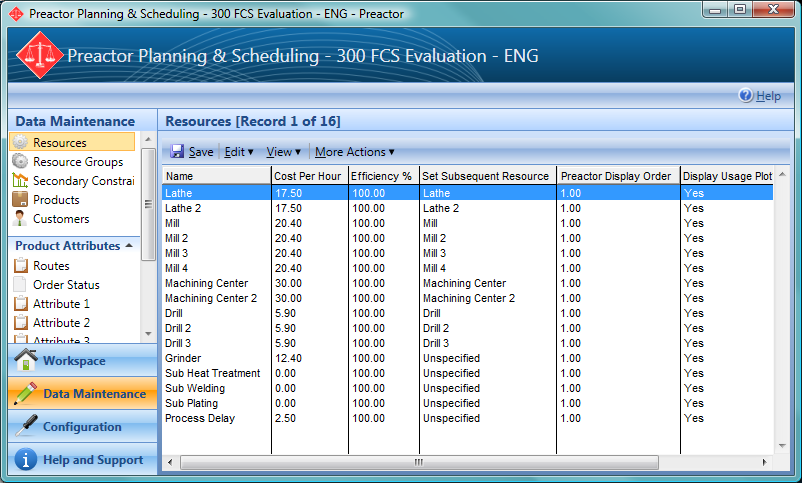 Preactor Planning & Scheduling - 300 FCS Evaluation - ENG - Preactor
Preactor Planning & Scheduling - 300 FCS Evaluation - ENG
Help
Data Maintenance
Resources
Resource Groups
Secondary Constrai
Products
Customers
Product Attributes
Routes
Order Status
Attribute 1
Attribute 2
Attribute 3
Workspace
Data Maintenance
Configuration
Help and Support
Resources [Record 1 of 16]
Save Edit View More Actions
Name Cost Per Hour Efficiency % Set Subsequent Resource Preactor Display Order Display Usage Plot
Lathe 17.50 100.00 Lathe 1.00 Yes
Lathe 2 17.50 100.00 Lathe 2 1.00 Yes
Mill 20.40 100.00 Mill 1.00 Yes
Mill 2 20.40 100.00 Mill 2 1.00 Yes
Mill 3 20.40 100.00 Mill 3 1.00 Yes
Mill 4 20.40 100.00 Mill 4 1.00 Yes
Machining Center 30.00 100.00 Machining Center 1.00 Yes
Machining Center 2 30.00 100.00 Machining Center 2 1.00 Yes
Drill 5.90 100.00 Drill 1.00 Yes
Drill 2 5.90 100.00 Drill 2 1.00 Yes
Drill 3 5.90 100.00 Drill 3 1.00 Yes
Grinder 12.40 100.00 Unspecified 1.00 Yes
Sub Heat Treatment 0.00 100.00 Unspecified 1.00 Yes
Sub Welding 0.00 100.00 Unspecified 1.00 Yes
Sub Plating 0.00 100.00 Unspecified 1.00 Yes
Process Delay 2.50 100.00 Unspecified 1.00 Yes